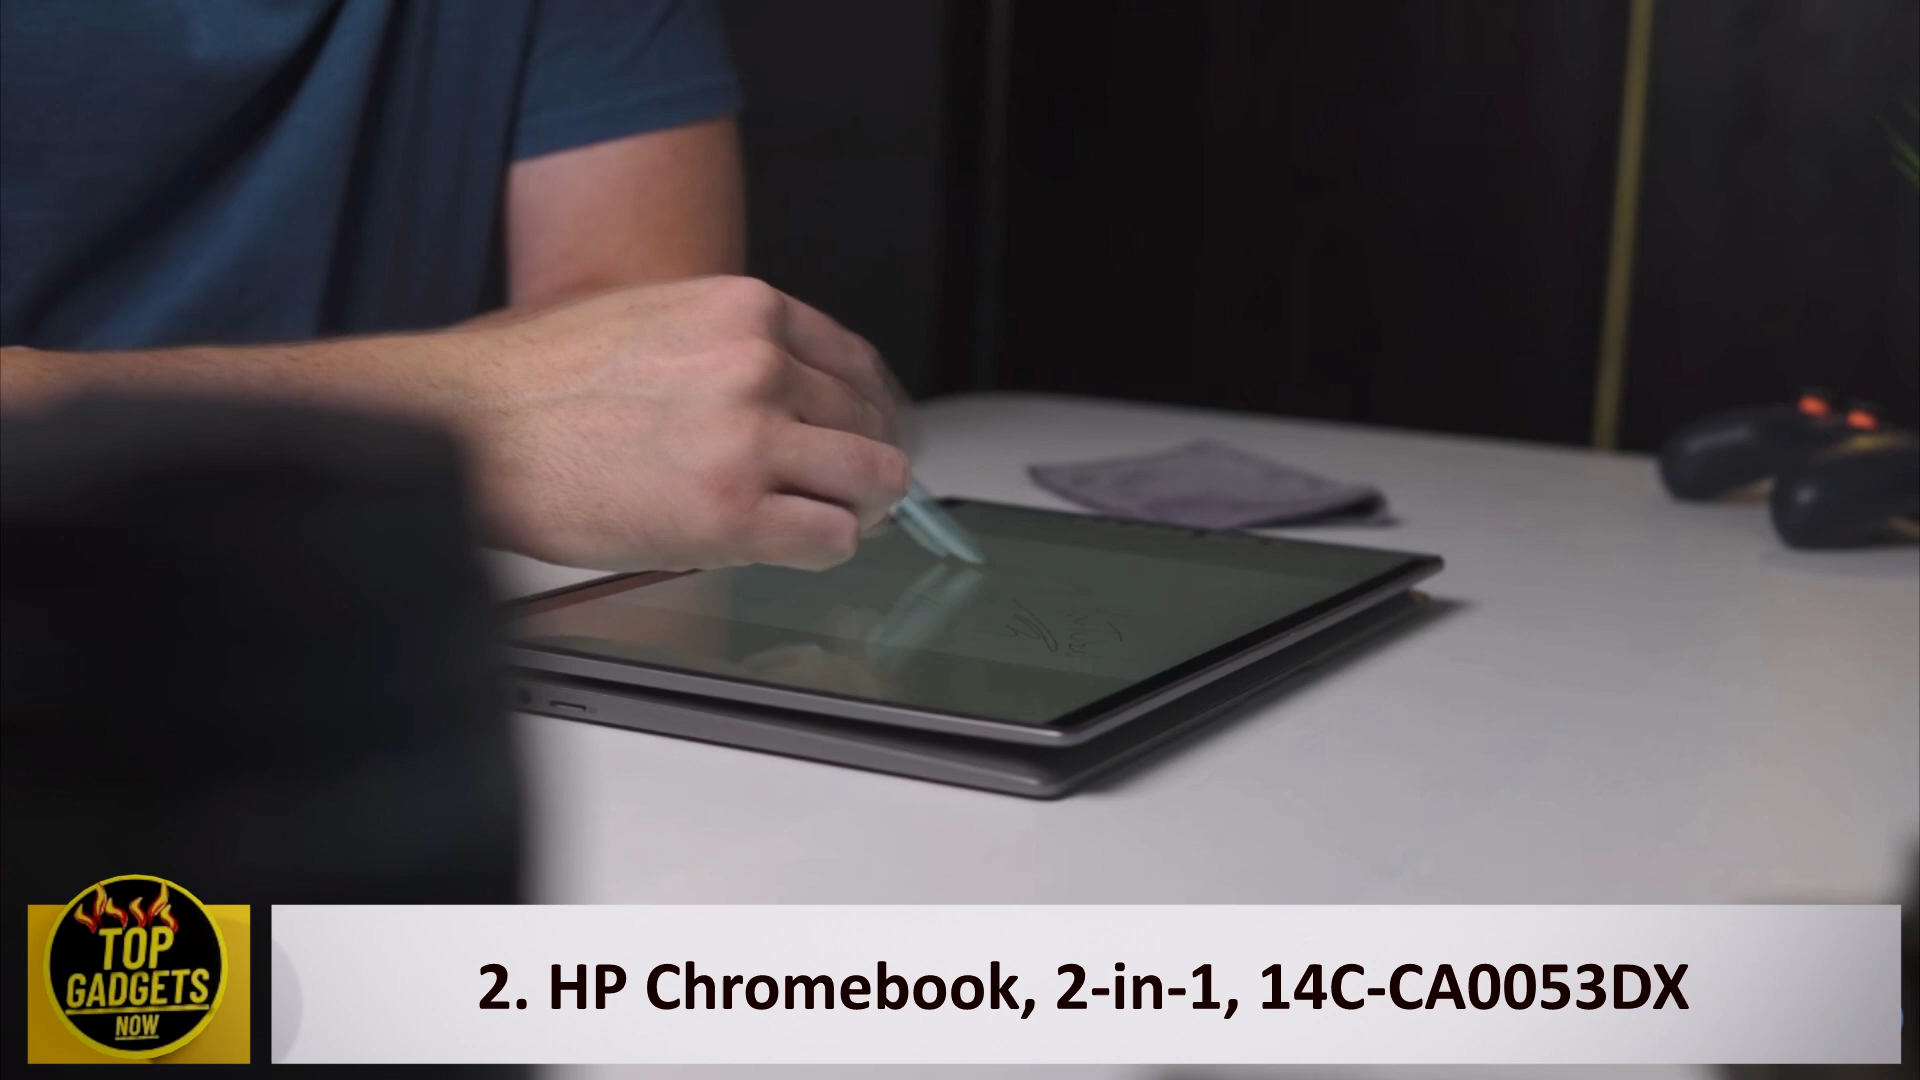 TOP
GADGETS
NOW
2. HP Chromebook, 2-in-1, 14C-CA0053DX